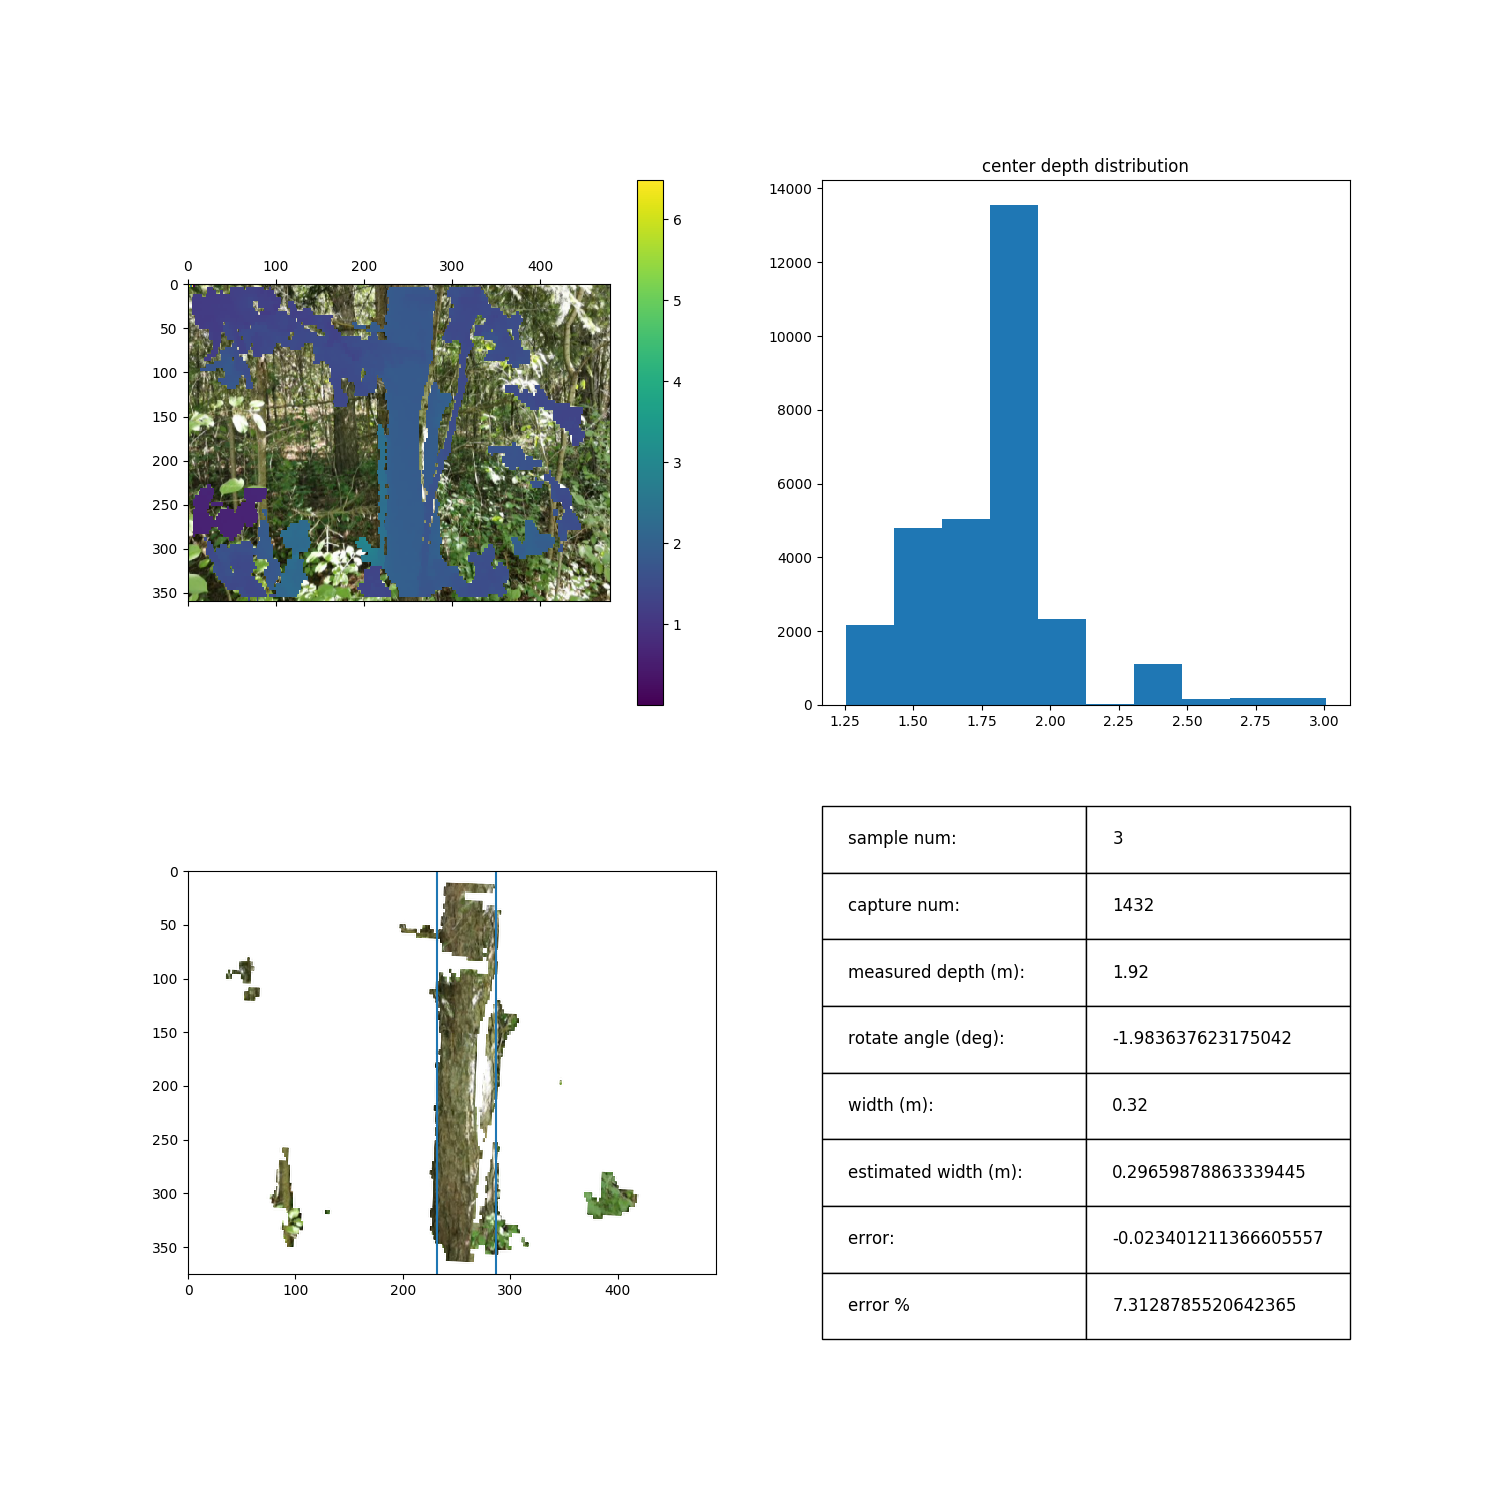 0 100 200 300 400
0
50
100
150
200
250
300
350
6
5
4
3
2
1
center depth distribution
14000
12000
10000
8000
6000
4000
2000
0
1.25 1.50 1.75 2.00 2.25 2.50 2.75 3.00
0
50
100
150
200
250
300
350
0 100 200 300 400
sample num: 3
capture num: 1432
measured depth (m): 1.92
rotate angle (deg): -1.983637623175042
width (m): 0.32
estimated width (m): 0.29659878863339445
error: -0.023401211366605557
error % 7.3128785520642365